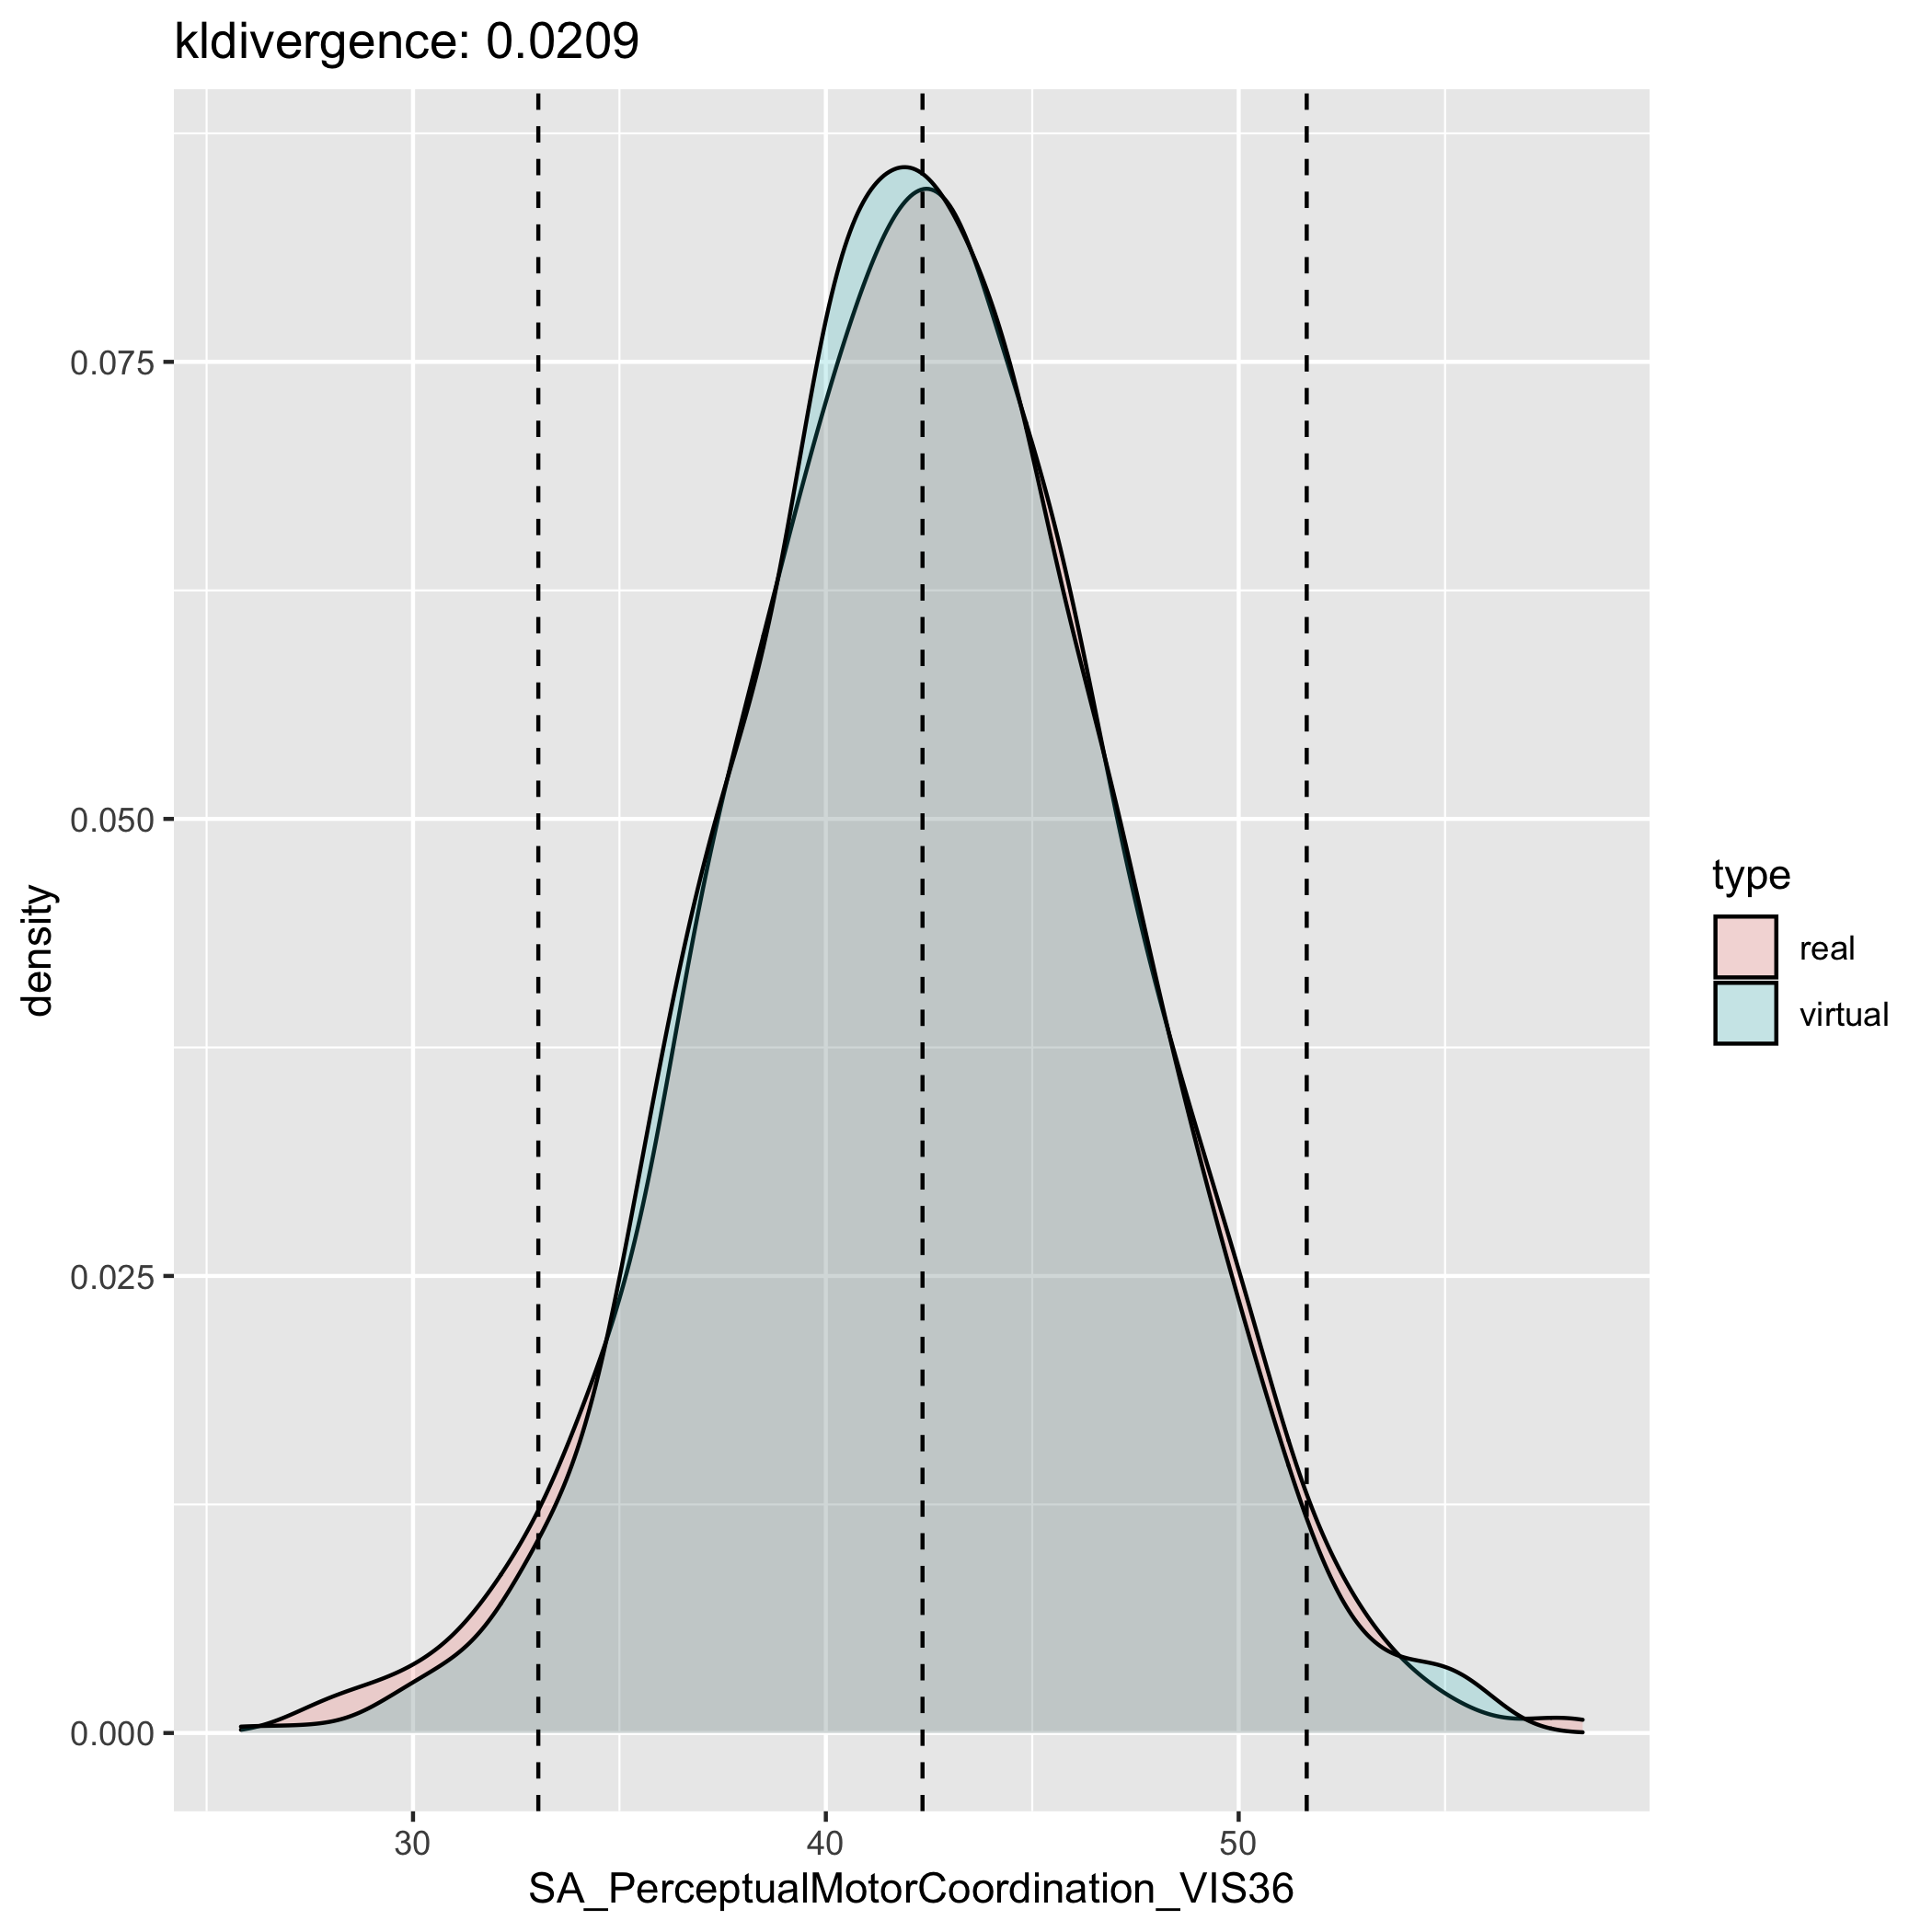 kldivergence: 0.0209
0.075
0.050
0.025
0.000
density
30 40 50
SA_PerceptualMotorCoordination_VIS36
type
real
virtual